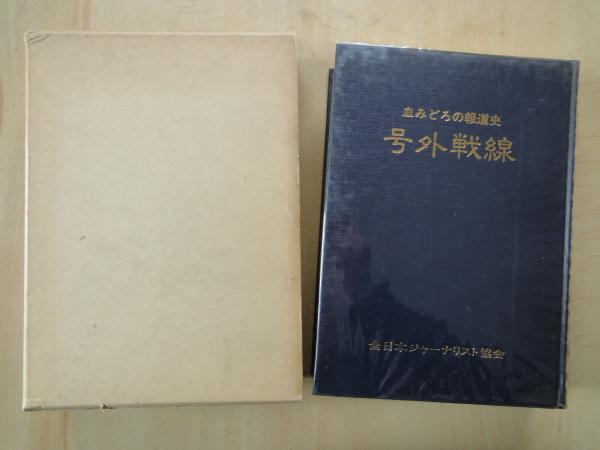 血みどろの報道史
号外戦線
全日本ジャーナリスト協会